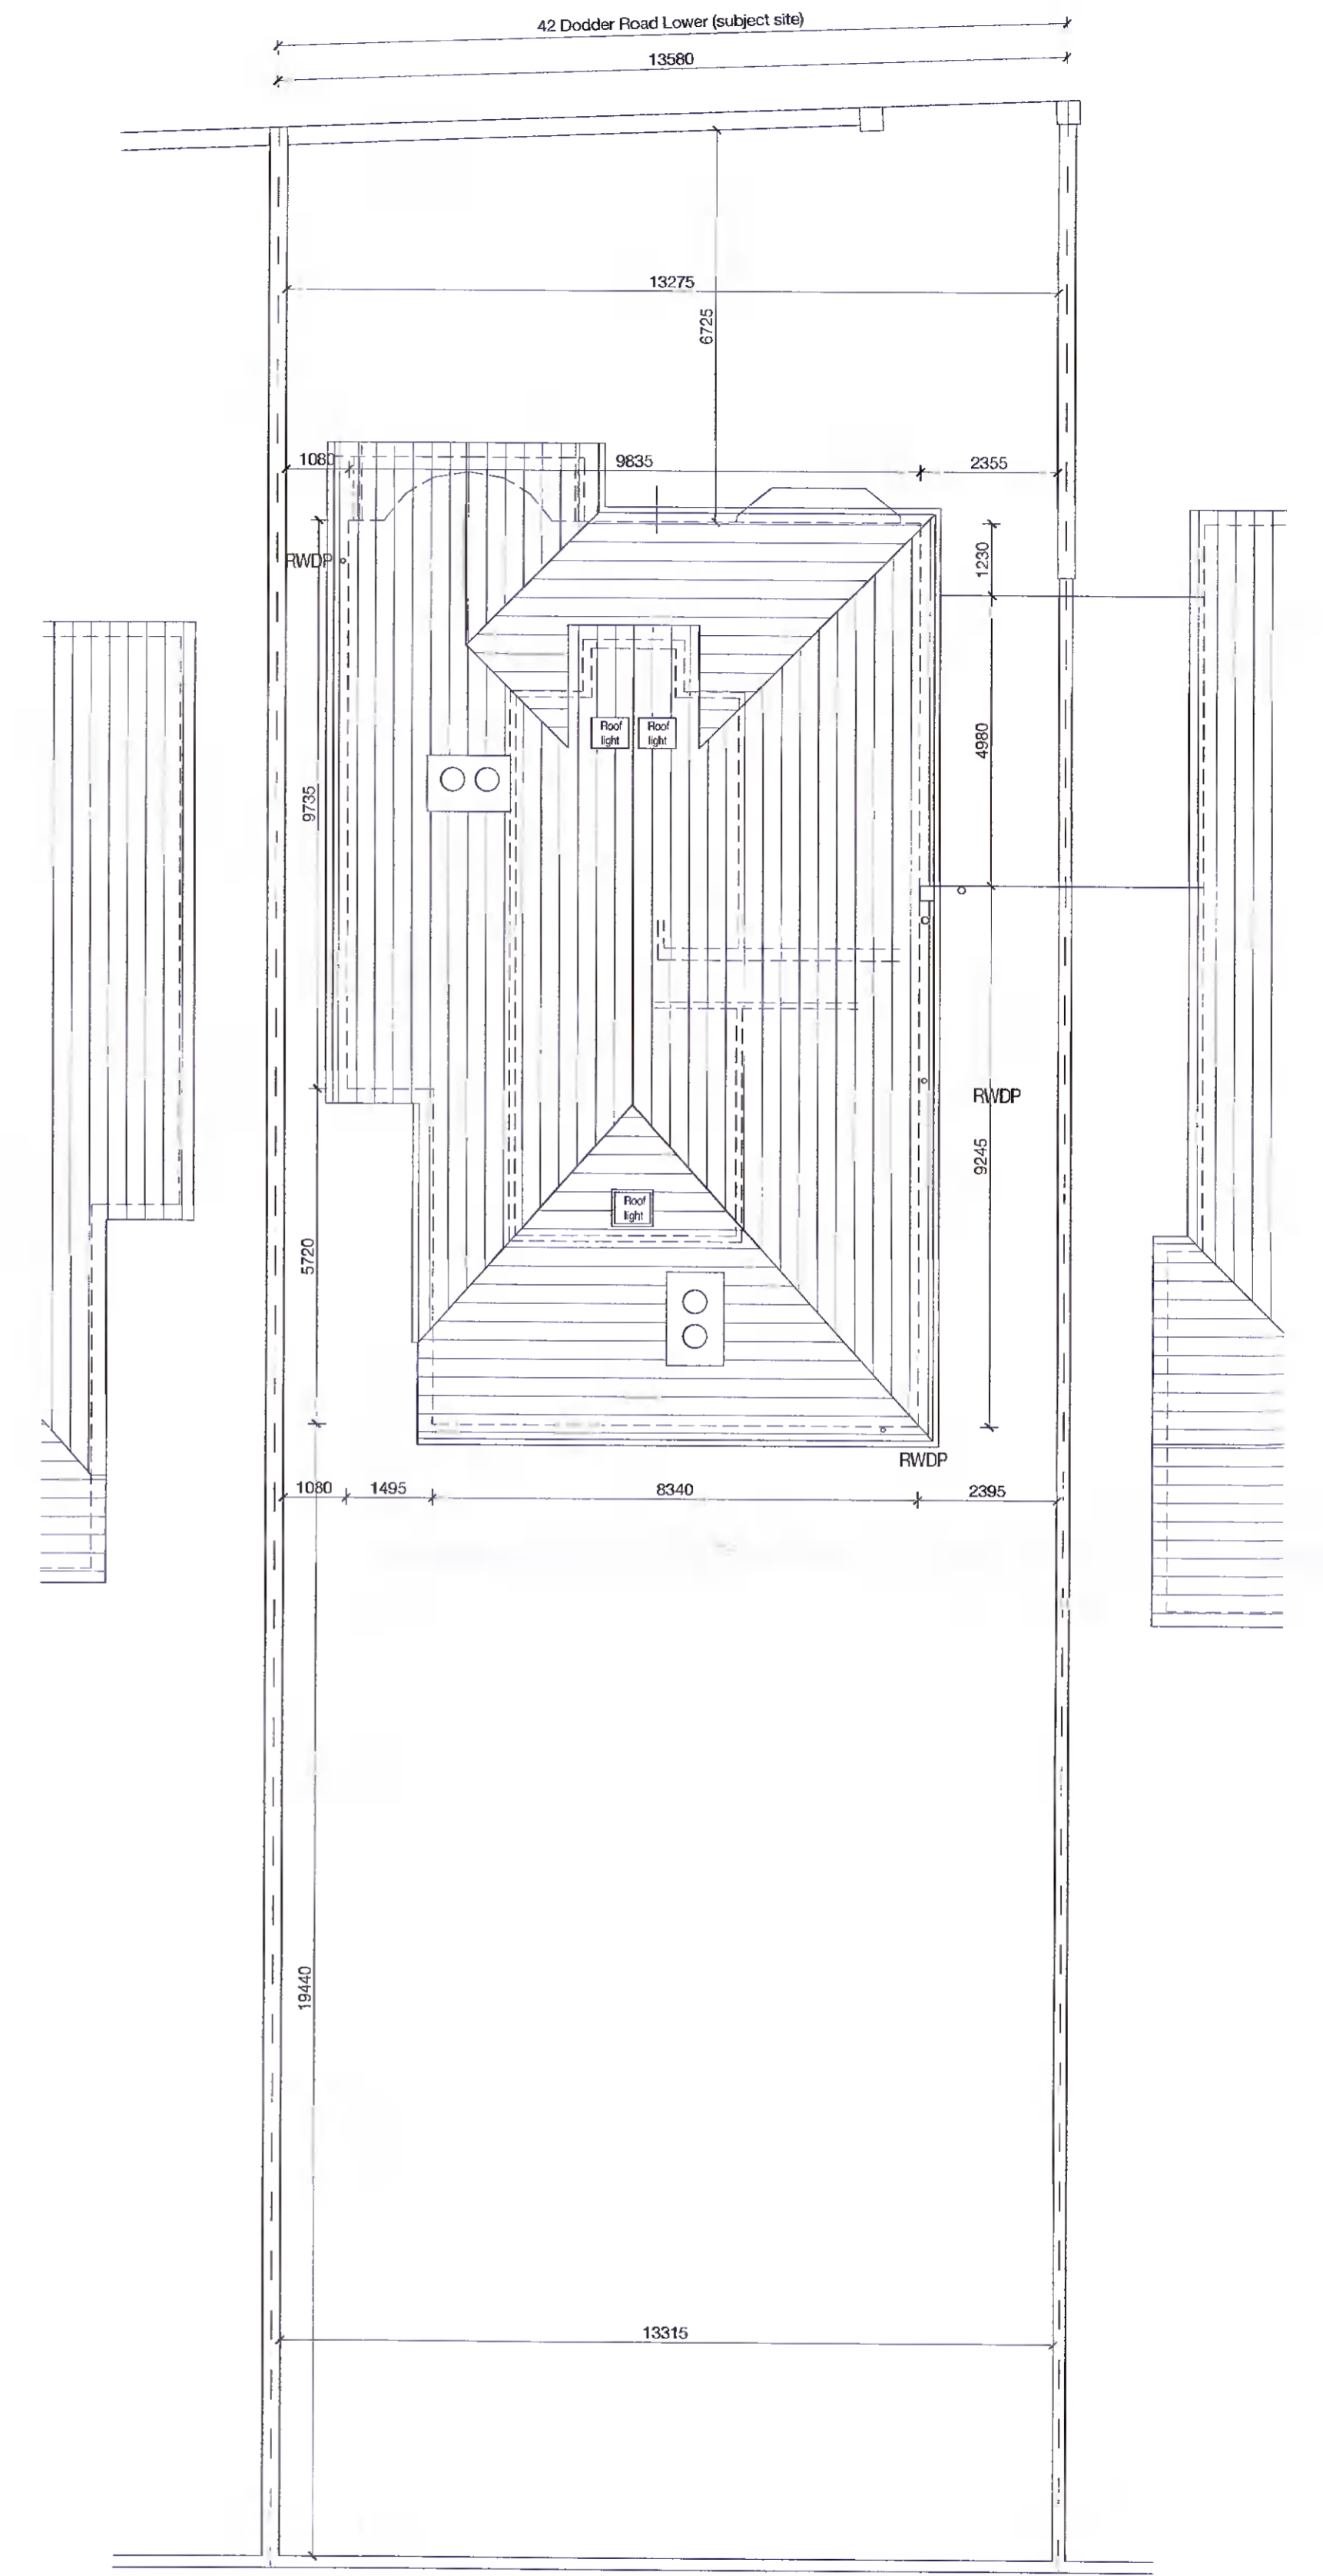 42 Dodder Road Lower (subject site)
13580
13275
6725
1080
9835
2355
RWDP
1230
4980
Roof
light
Roof
light
9735
RWDP
9245
Roof
light
5720
RWDP
1080
1495
8340
2395
19440
13315